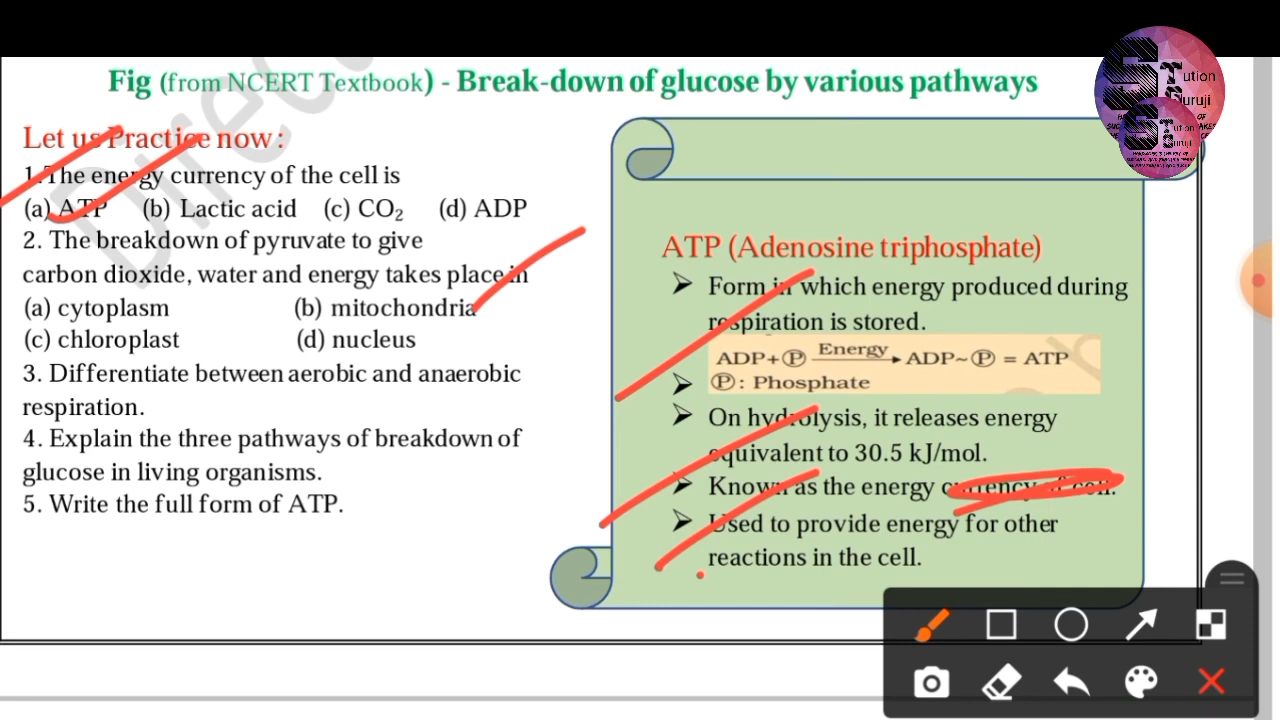 Fig (from NCERT Textbook) - Break-down of glucose by various pathways
Let us Practice now :
1. The energy currency of the cell is
(a) ATP (b) Lactic acid (c) CO₂ (d) ADP
2. The breakdown of pyruvate to give
carbon dioxide, water and energy takes place in
(a) cytoplasm (b) mitochondria
(c) chloroplast (d) nucleus
3. Differentiate between aerobic and anaerobic
respiration.
4. Explain the three pathways of breakdown of
glucose in living organisms.
5. Write the full form of ATP.
ATP (Adenosine triphosphate)
➢ Form in which energy produced during
respiration is stored.
ADP+Ⓟ Energy→ ADP~Ⓟ = ATP
➢ Ⓟ: Phosphate
➢ On hydrolysis, it releases energy
equivalent to 30.5 kJ/mol.
➢ Known as the energy currency of cell.
➢ Used to provide energy for other
reactions in the cell.
Direct
S Tution
Guruji
S Tution
Guruji